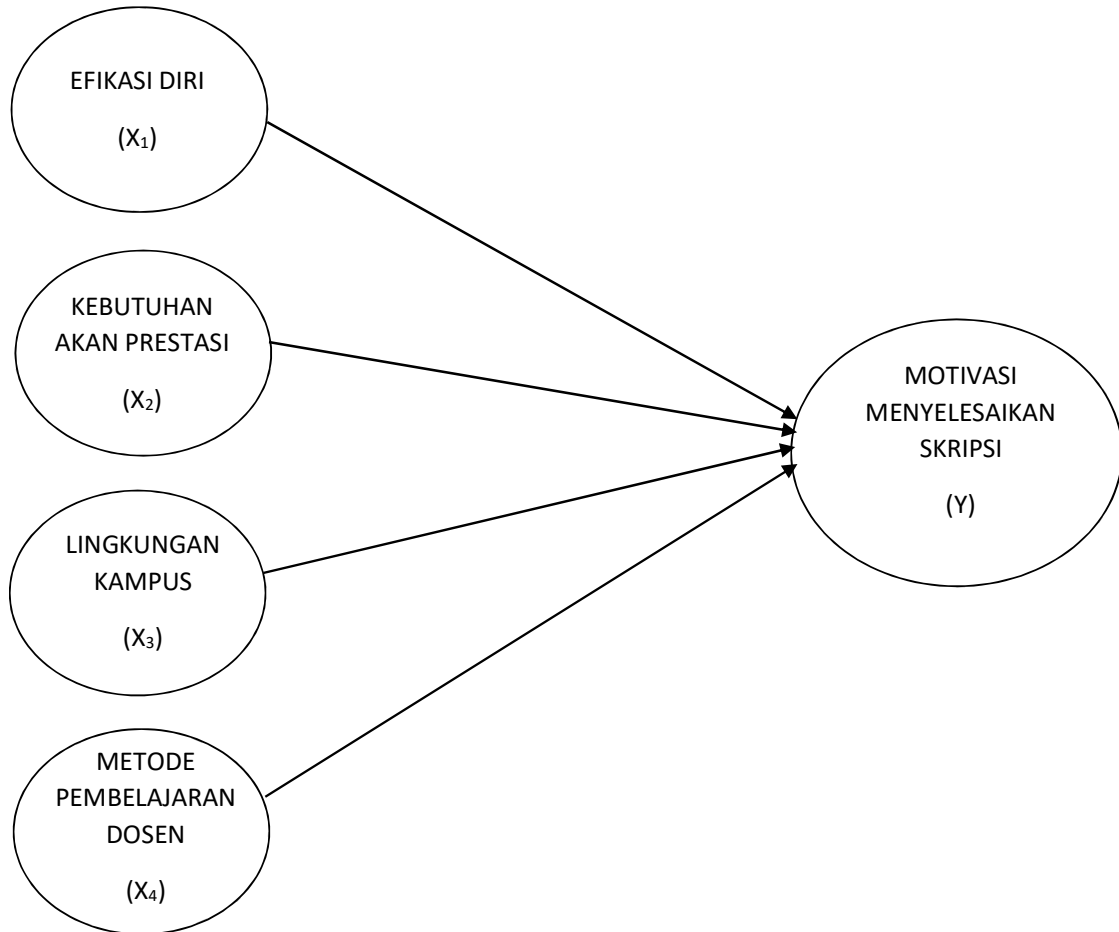 EFIKASI DIRI
(X₁)
KEBUTUHAN
AKAN PRESTASI
(X₂)
LINGKUNGAN
KAMPUS
(X₃)
METODE
PEMBELAJARAN
DOSEN
(X₄)
MOTIVASI
MENYELESAIKAN
SKRIPSI
(Y)